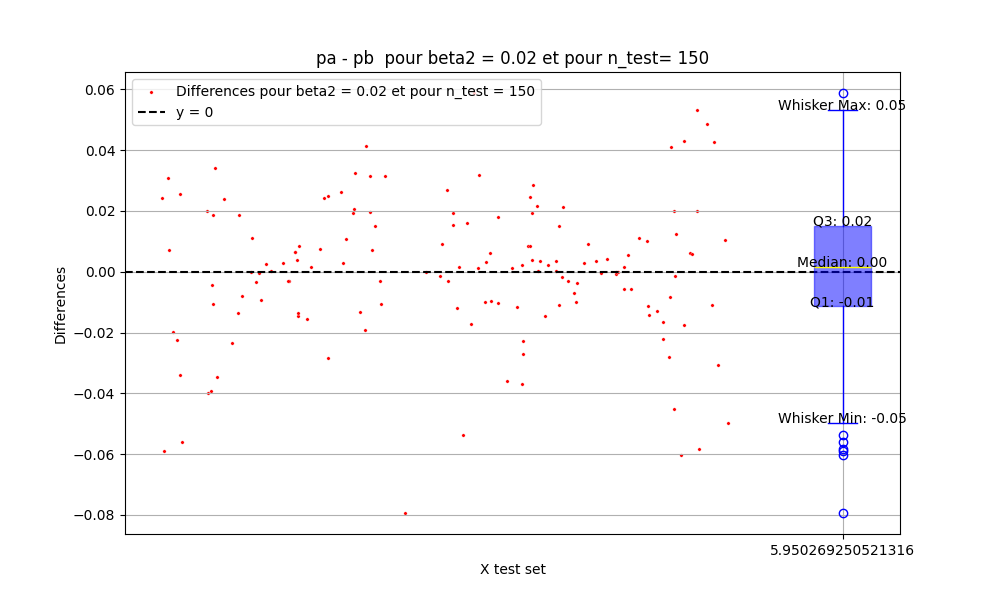 pa - pb  pour beta2 = 0.02 et pour n_test= 150
Differences pour beta2 = 0.02 et pour n_test = 150
y = 0
0.06
0.04
0.02
0.00
−0.02
−0.04
−0.06
−0.08
Differences
Whisker Max: 0.05
Q3: 0.02
Median: 0.00
Q1: -0.01
Whisker Min: -0.05
5.950269250521316
X test set